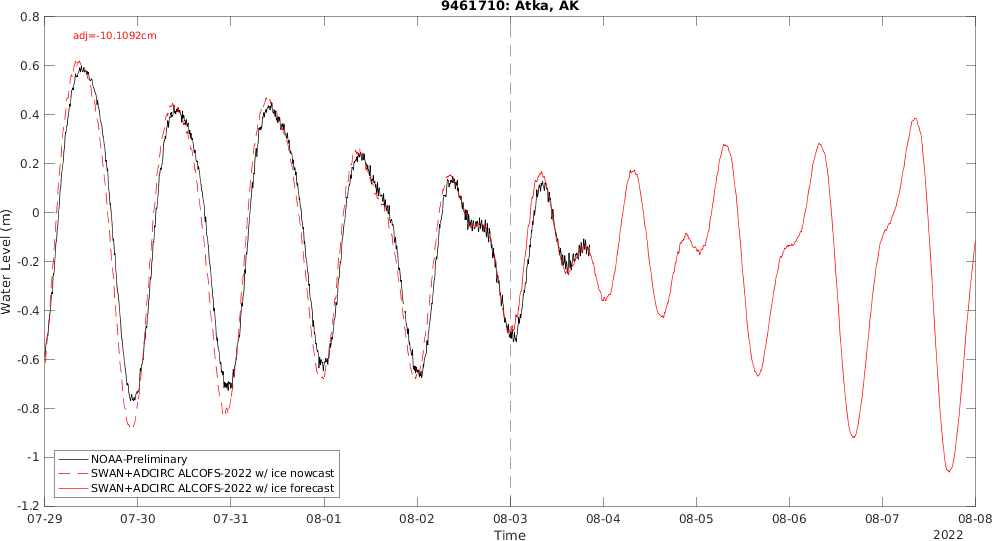 9461710: Atka, AK
adj=-10.1092cm
Water Level (m)
0.8
0.6
0.4
0.2
0
-0.2
-0.4
-0.6
-0.8
-1
-1.2
NOAA-Preliminary
SWAN+ADCIRC ALCOFS-2022 w/ ice nowcast
SWAN+ADCIRC ALCOFS-2022 w/ ice forecast
07-29 07-30 07-31 08-01 08-02 08-03 08-04 08-05 08-06 08-07 08-08
Time
2022